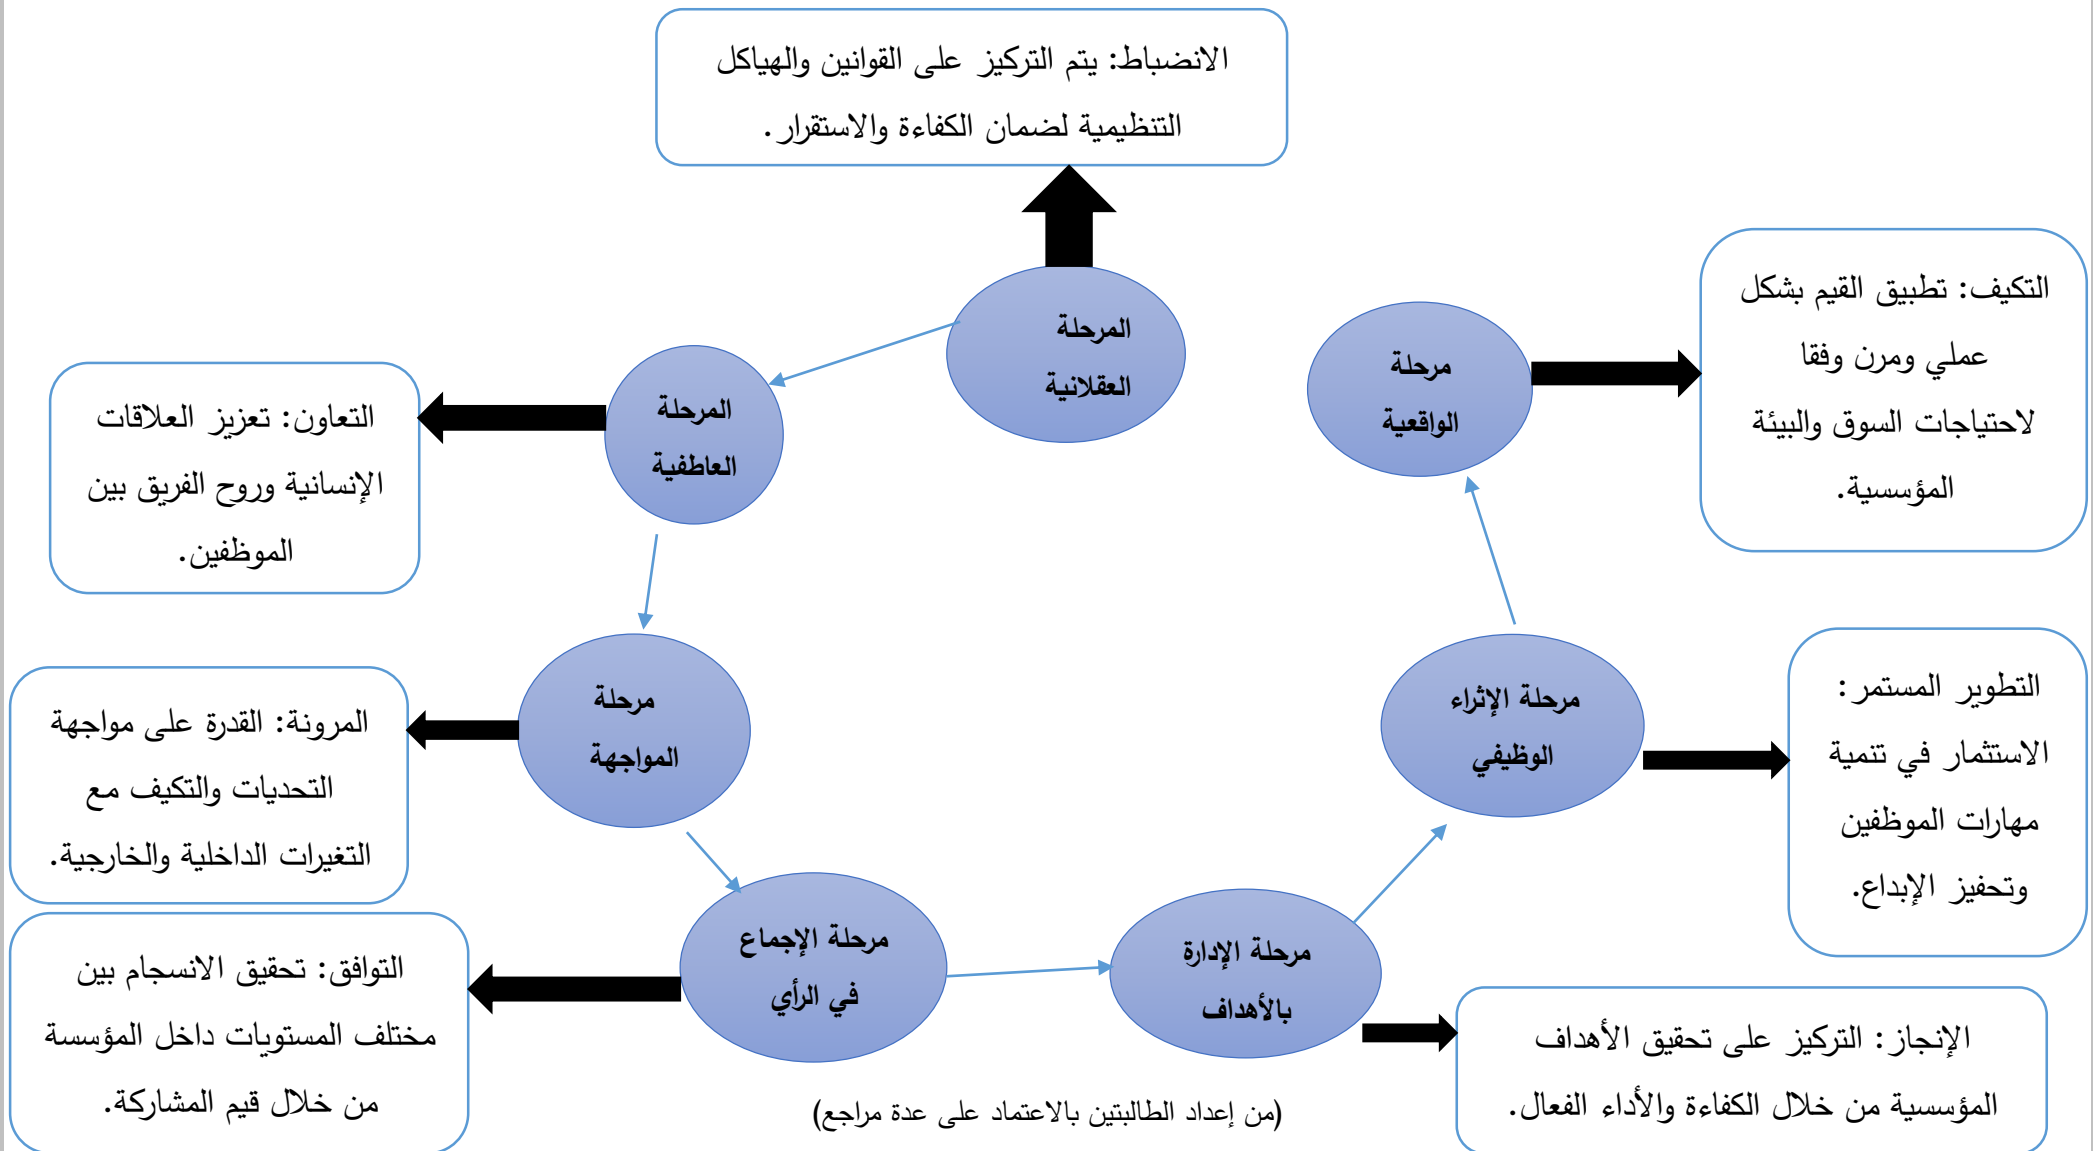 الانضباط: يتم التركيز على القوانين والهياكل
التنظيمية لضمان الكفاءة والاستقرار.
المرحلة
العقلانية
المرحلة
العاطفية
التعاون: تعزيز العلاقات
الإنسانية وروح الفريق بين
الموظفين.
مرحلة
المواجهة
المرونة: القدرة على مواجهة
التحديات والتكيف مع
التغيرات الداخلية والخارجية.
مرحلة الإجماع
في الرأي
التوافق: تحقيق الانسجام بين
مختلف المستويات داخل المؤسسة
من خلال قيم المشاركة.
مرحلة الإدارة
بالأهداف
الإنجاز: التركيز على تحقيق الأهداف
المؤسسية من خلال الكفاءة والأداء الفعال.
مرحلة الإثراء
الوظيفي
التطوير المستمر:
الاستثمار في تنمية
مهارات الموظفين
وتحفيز الإبداع.
مرحلة
الواقعية
التكيف: تطبيق القيم بشكل
عملي ومرن وفقا
لاحتياجات السوق والبيئة
المؤسسية.
(من إعداد الطالبتين بالاعتماد على عدة مراجع)